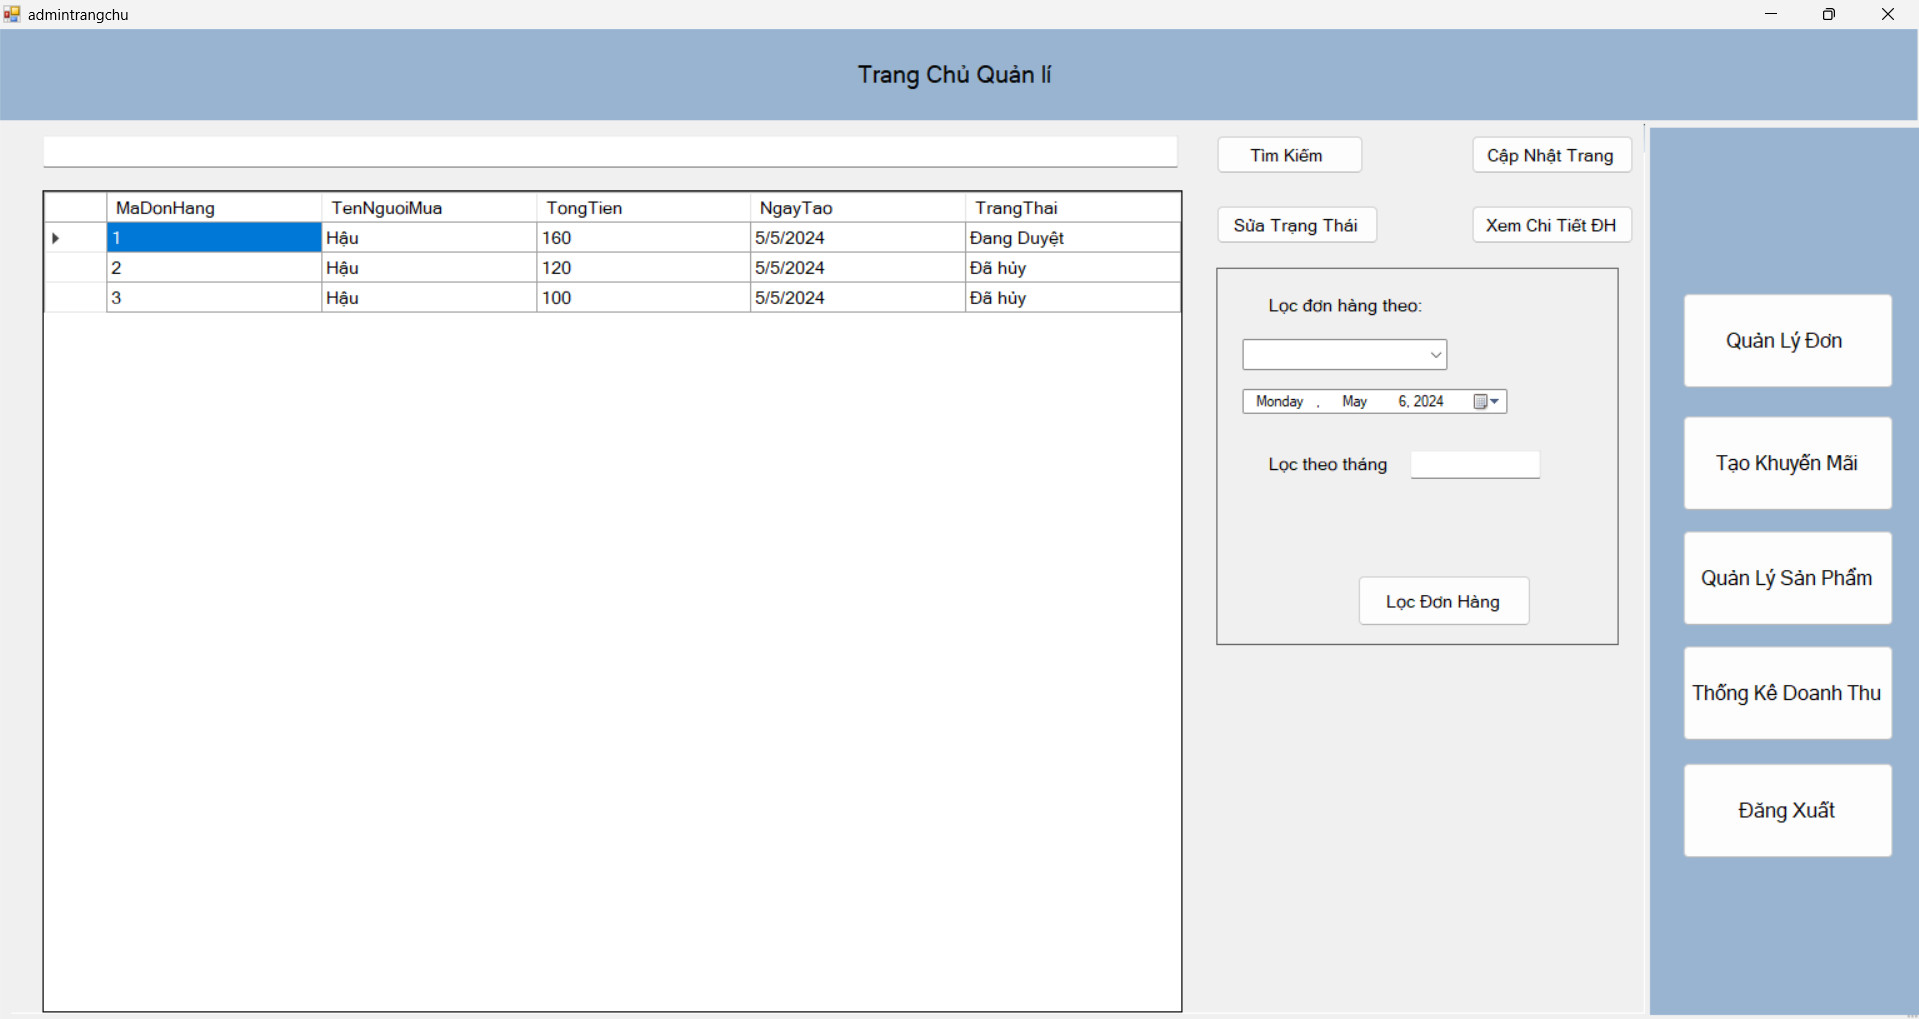 admintrangchu
Trang Chủ Quản lí
Tìm Kiếm
Cập Nhật Trang
MaDonHang TenNguoiMua TongTien NgayTao TrangThai
1 Hậu 160 5/5/2024 Đang Duyệt
2 Hậu 120 5/5/2024 Đã hủy
3 Hậu 100 5/5/2024 Đã hủy
Sửa Trạng Thái
Xem Chi Tiết ĐH
Lọc đơn hàng theo:
Monday , May 6, 2024
Lọc theo tháng
Lọc Đơn Hàng
Quản Lý Đơn
Tạo Khuyến Mãi
Quản Lý Sản Phẩm
Thống Kê Doanh Thu
Đăng Xuất